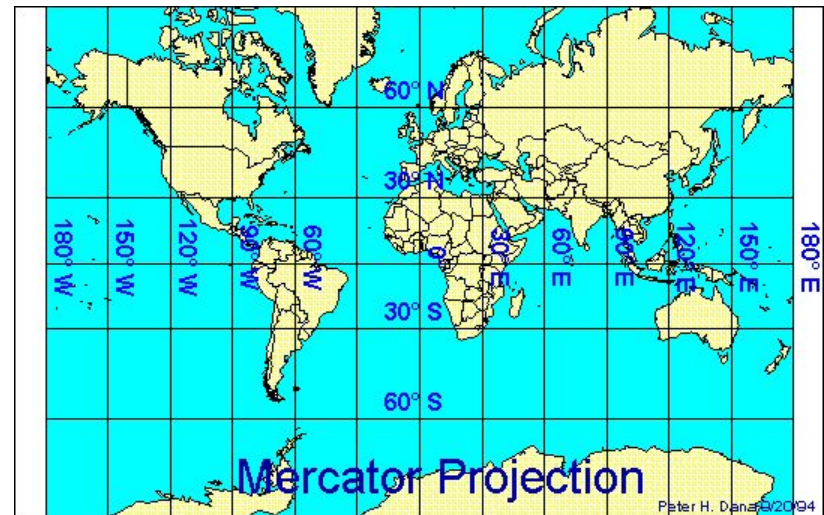 60° N
30° N
180° W
150° W
120° W
90° W
60° W
0°
30° E
60° E
90° E
120° E
150° E
180° E
30° S
60° S
Mercator Projection
Peter H. Dana 9/20/94